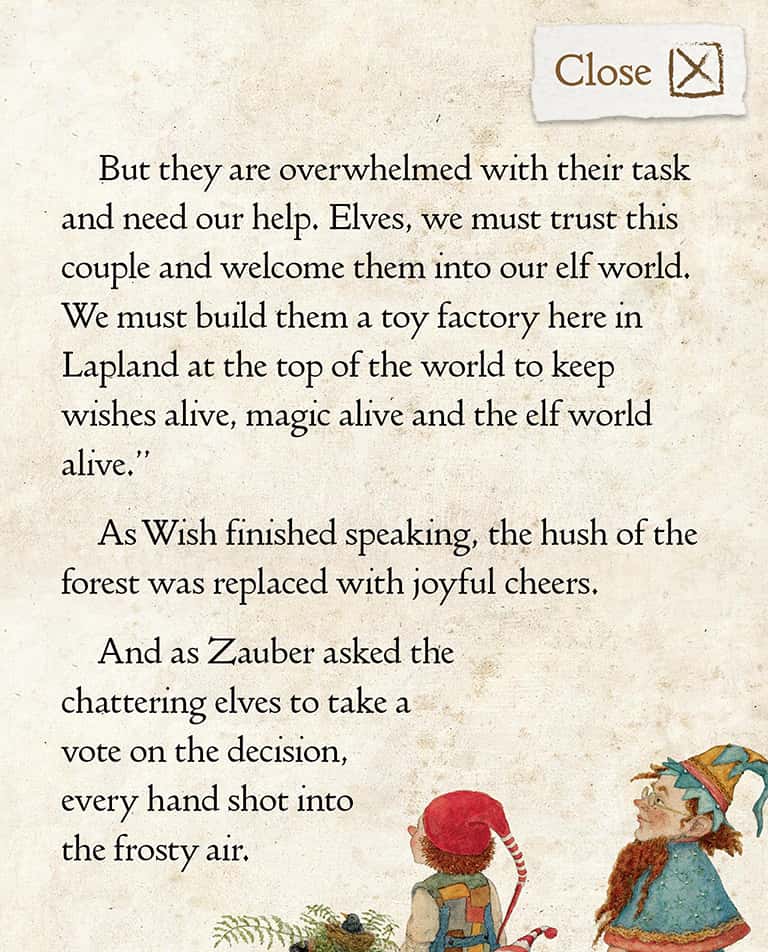 Close
But they are overwhelmed with their task
and need our help. Elves, we must trust this
couple and welcome them into our elf world.
We must build them a toy factory here in
Lapland at the top of the world to keep
wishes alive, magic alive and the elf world
alive.”
As Wish finished speaking, the hush of the
forest was replaced with joyful cheers.
And as Zauber asked the
chattering elves to take a
vote on the decision,
every hand shot into
the frosty air.